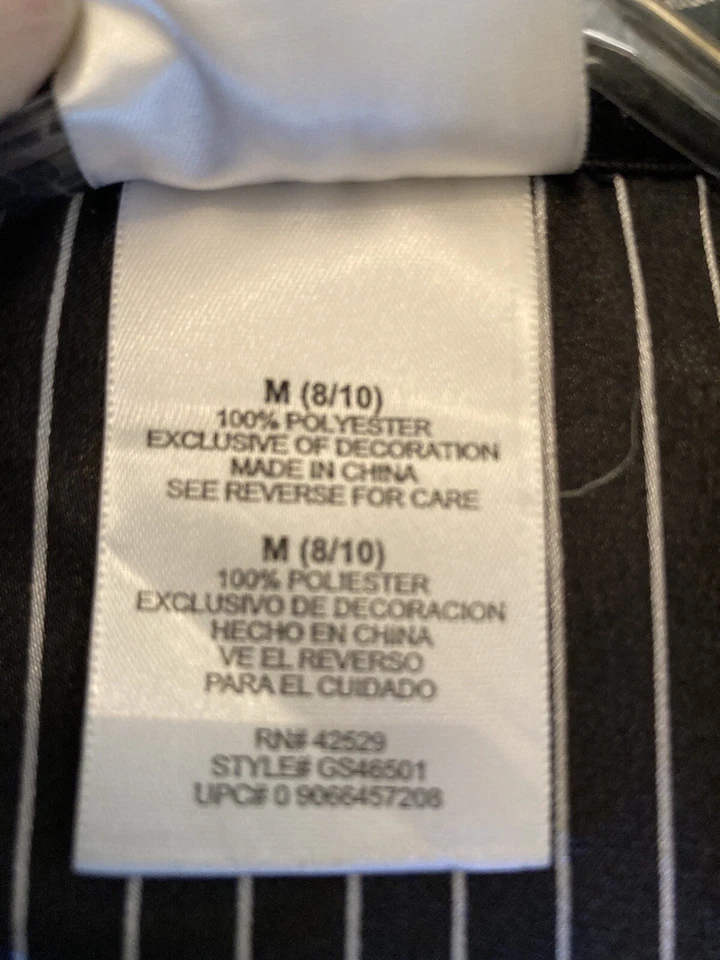 M (8/10)
100% POLYESTER
EXCLUSIVE OF DECORATION
MADE IN CHINA
SEE REVERSE FOR CARE
M (8/10)
100% POLIESTER
EXCLUSIVO DE DECORACION
HECHO EN CHINA
VE EL REVERSO
PARA EL CUIDADO
RN# 42529
STYLE# GS46501
UPC# 0 9066457208